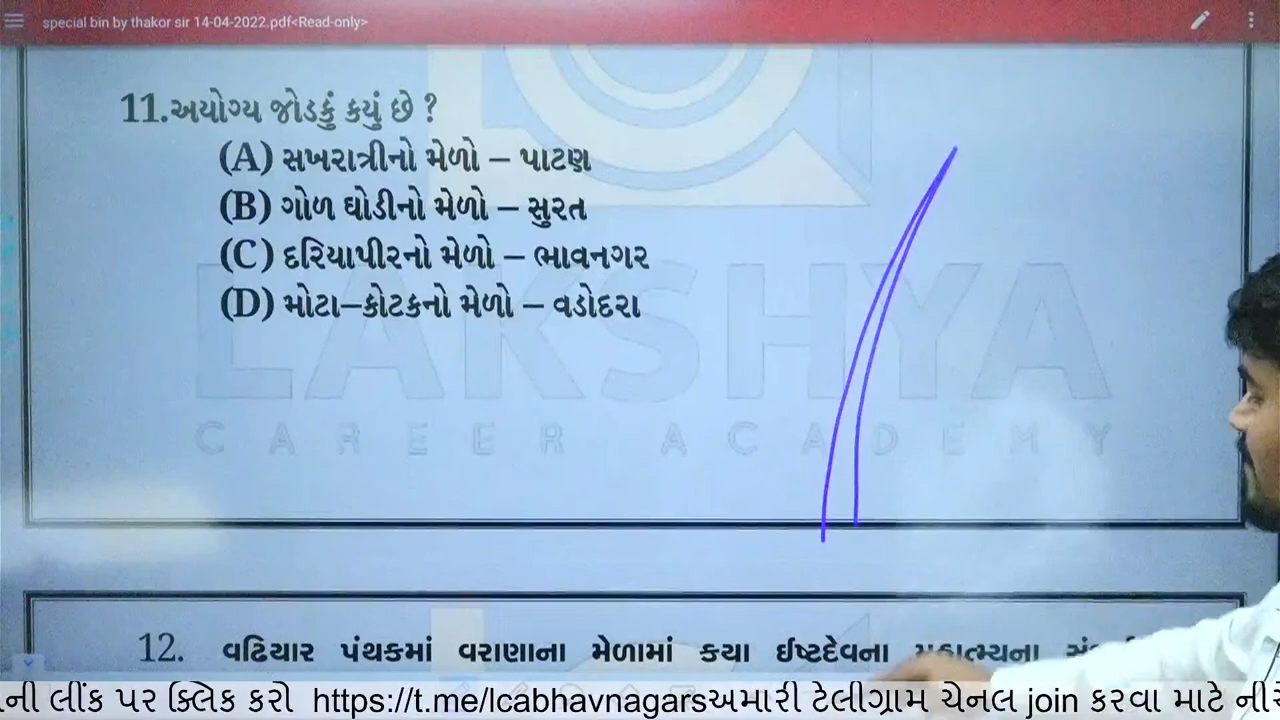 special bin by thakor sir 14-04-2022.pdf<Read-only>
11.અયોગ્ય જોડકું કયું છે ?
(A) સખરાત્રીનો મેળો – પાટણ
(B) ગોળ ઘોડીનો મેળો – સુરત
(C) દરિયાપીરનો મેળો – ભાવનગર
(D) મોટા–કોટકનો મેળો – વડોદરા
LAKSHYA
CAREER ACADEMY
12. વઢિયાર પંથકમાં વરાણાના મેળામાં કયા ઈષ્ટદેવના
ની લીંક પર ક્લિક કરો https://t.me/lcabhavnagarsઅમારી ટેલીગ્રામ ચેનલ join કરવા માટે